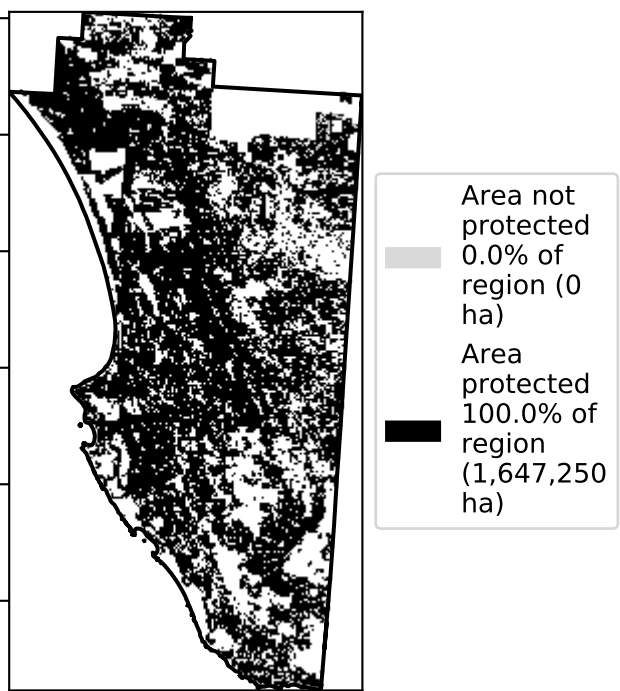 Area not
protected
0.0% of
region (0
ha)
Area
protected
100.0% of
region
(1,647,250
ha)